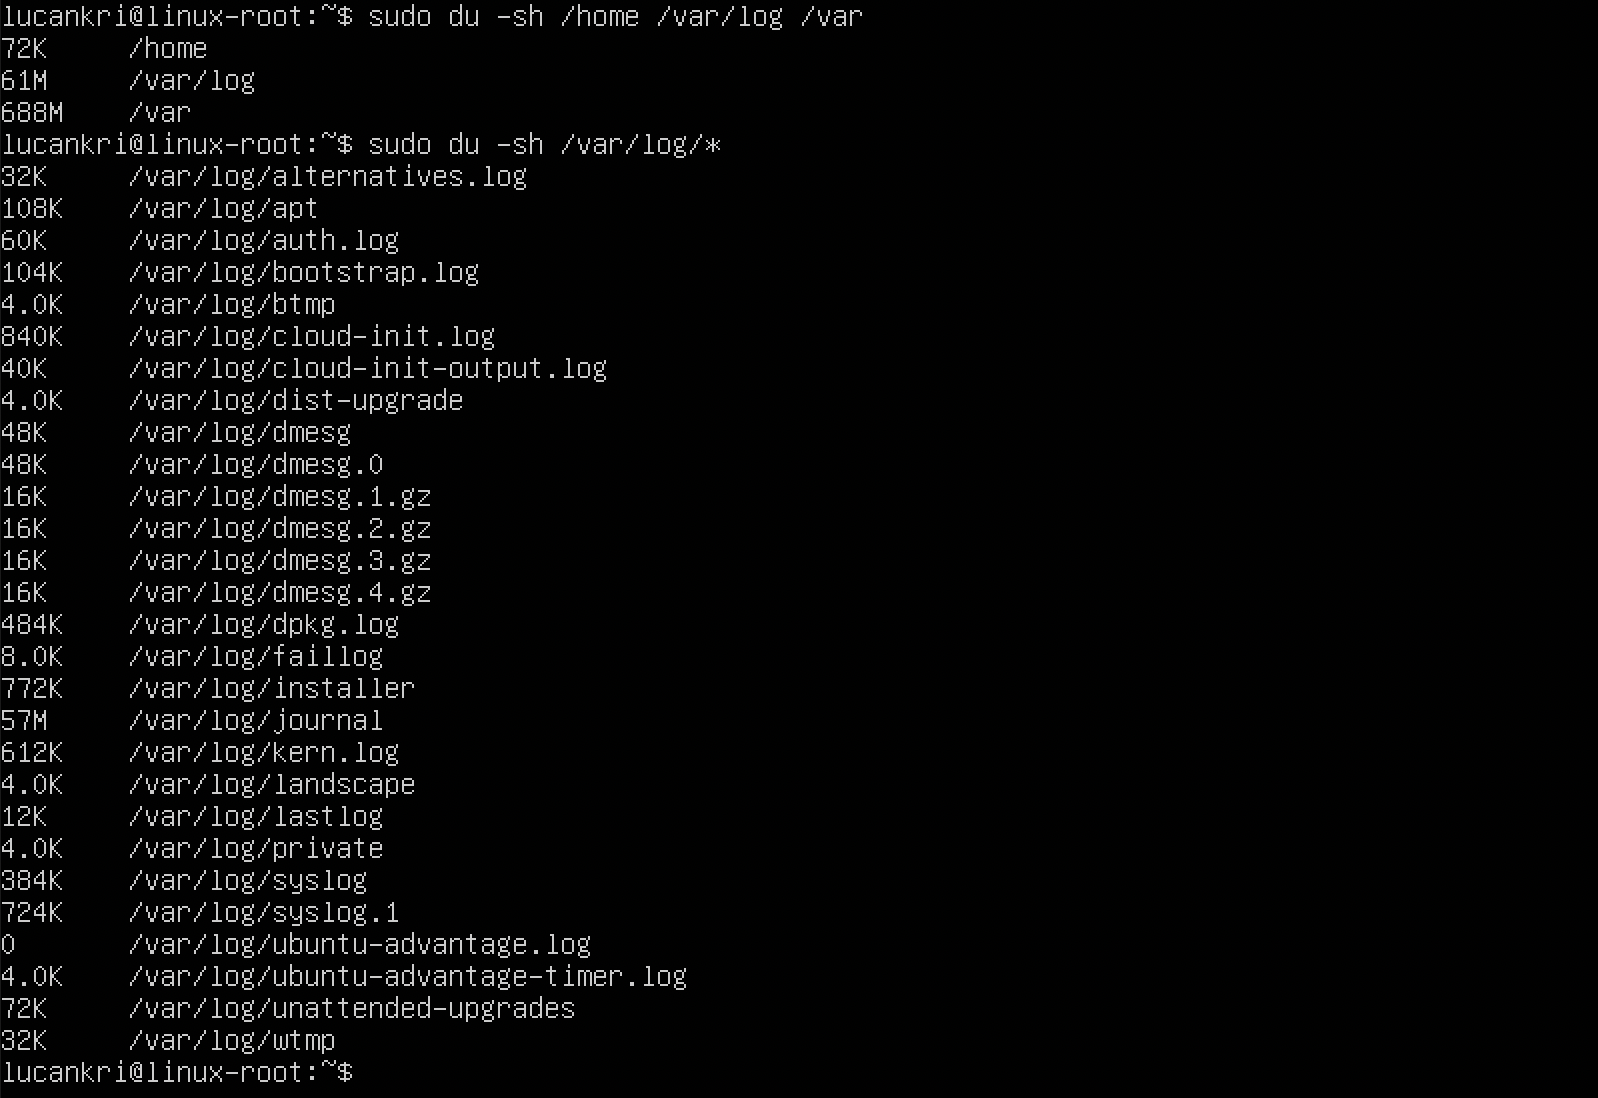 lucankri@linux-root:~$ sudo du -sh /home /var/log /var
72K     /home
61M     /var/log
688M    /var
lucankri@linux-root:~$ sudo du -sh /var/log/*
32K     /var/log/alternatives.log
108K    /var/log/apt
60K     /var/log/auth.log
104K    /var/log/bootstrap.log
4.0K    /var/log/btmp
840K    /var/log/cloud-init.log
40K     /var/log/cloud-init-output.log
4.0K    /var/log/dist-upgrade
48K     /var/log/dmesg
48K     /var/log/dmesg.0
16K     /var/log/dmesg.1.gz
16K     /var/log/dmesg.2.gz
16K     /var/log/dmesg.3.gz
16K     /var/log/dmesg.4.gz
484K    /var/log/dpkg.log
8.0K    /var/log/faillog
772K    /var/log/installer
57M     /var/log/journal
612K    /var/log/kern.log
4.0K    /var/log/landscape
12K     /var/log/lastlog
4.0K    /var/log/private
384K    /var/log/syslog
724K    /var/log/syslog.1
0       /var/log/ubuntu-advantage.log
4.0K    /var/log/ubuntu-advantage-timer.log
72K     /var/log/unattended-upgrades
32K     /var/log/wtmp
lucankri@linux-root:~$